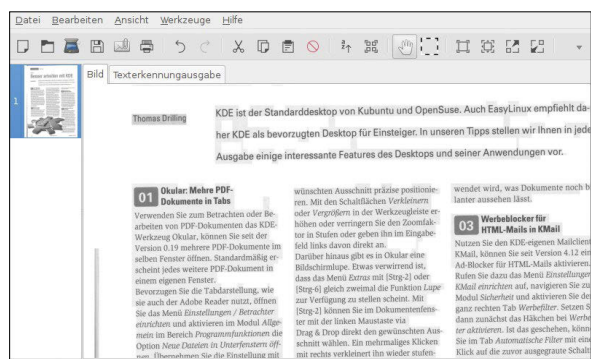 Datei Bearbeiten Ansicht Werkzeuge Hilfe
Bild Texterkennungausgabe
1
Thomas Drilling
KDE ist der Standarddesktop von Kubuntu und OpenSuse. Auch EasyLinux empfiehlt da-
her KDE als bevorzugten Desktop für Einsteiger. In unseren Tipps stellen wir Ihnen in jede
Ausgabe einige interessante Features des Desktops und seiner Anwendungen vor.
01 Okular: Mehre PDF-
Dokumente in Tabs
Verwenden Sie zum Betrachten oder Be-
arbeiten von PDF-Dokumenten das KDE-
Werkzeug Okular, können Sie seit der
Version 0.19 mehrere PDF-Dokumente im
selben Fenster öffnen. Standardmäßig er-
scheint jedes weitere PDF-Dokument in
einem eigenen Fenster.
Bevorzugen Sie die Tabdarstellung, wie
sie auch der Adobe Reader nutzt, öffnen
Sie das Menü Einstellungen / Betrachter
einrichten und aktivieren im Modul Allge-
mein im Bereich Programmfunktionen die
Option Neue Dateien in Unterfenstern öff-
nen. Übernehmen Sie die Einstellung mit
wünschten Ausschnitt präzise positionie-
ren. Mit den Schaltflächen Verkleinern
oder Vergrößern in der Werkzeugleiste er-
höhen oder verringern Sie den Zoomfak-
tor in Stufen oder geben ihn im Eingabe-
feld links davon direkt an.
Darüber hinaus gibt es in Okular eine
Bildschirmlupe. Etwas verwirrend ist,
dass das Menü Extras mit [Strg-2] oder
[Strg-6] gleich zweimal die Funktion Lupe
zur Verfügung zu stellen scheint. Mit
[Strg-2] können Sie im Dokumentenfens-
ter mit der linken Maustaste via
Drag & Drop direkt den gewünschten Aus-
schnitt wählen. Ein mehrmaliges Klicken
mit rechts verkleinert ihn wieder stufen-
wendet wird, was Dokumente noch b
lanter aussehen lässt.
03 Werbeblocker für
HTML-Mails in KMail
Nutzen Sie den KDE-eigenen Mailclient
KMail, können Sie seit Version 4.12 ein
Ad-Blocker für HTML-Mails aktivieren.
Rufen Sie dazu das Menü Einstellungen
KMail einrichten auf, navigieren Sie zu
Modul Sicherheit und aktivieren Sie de
ganz rechten Tab Werbefilter. Setzen S
dann zunächst das Häkchen bei Werbe
ter aktivieren. Ist das geschehen, könn
Sie im Tab Automatische Filter mit eine
Klick auf die zuvor ausgegraute Schalt